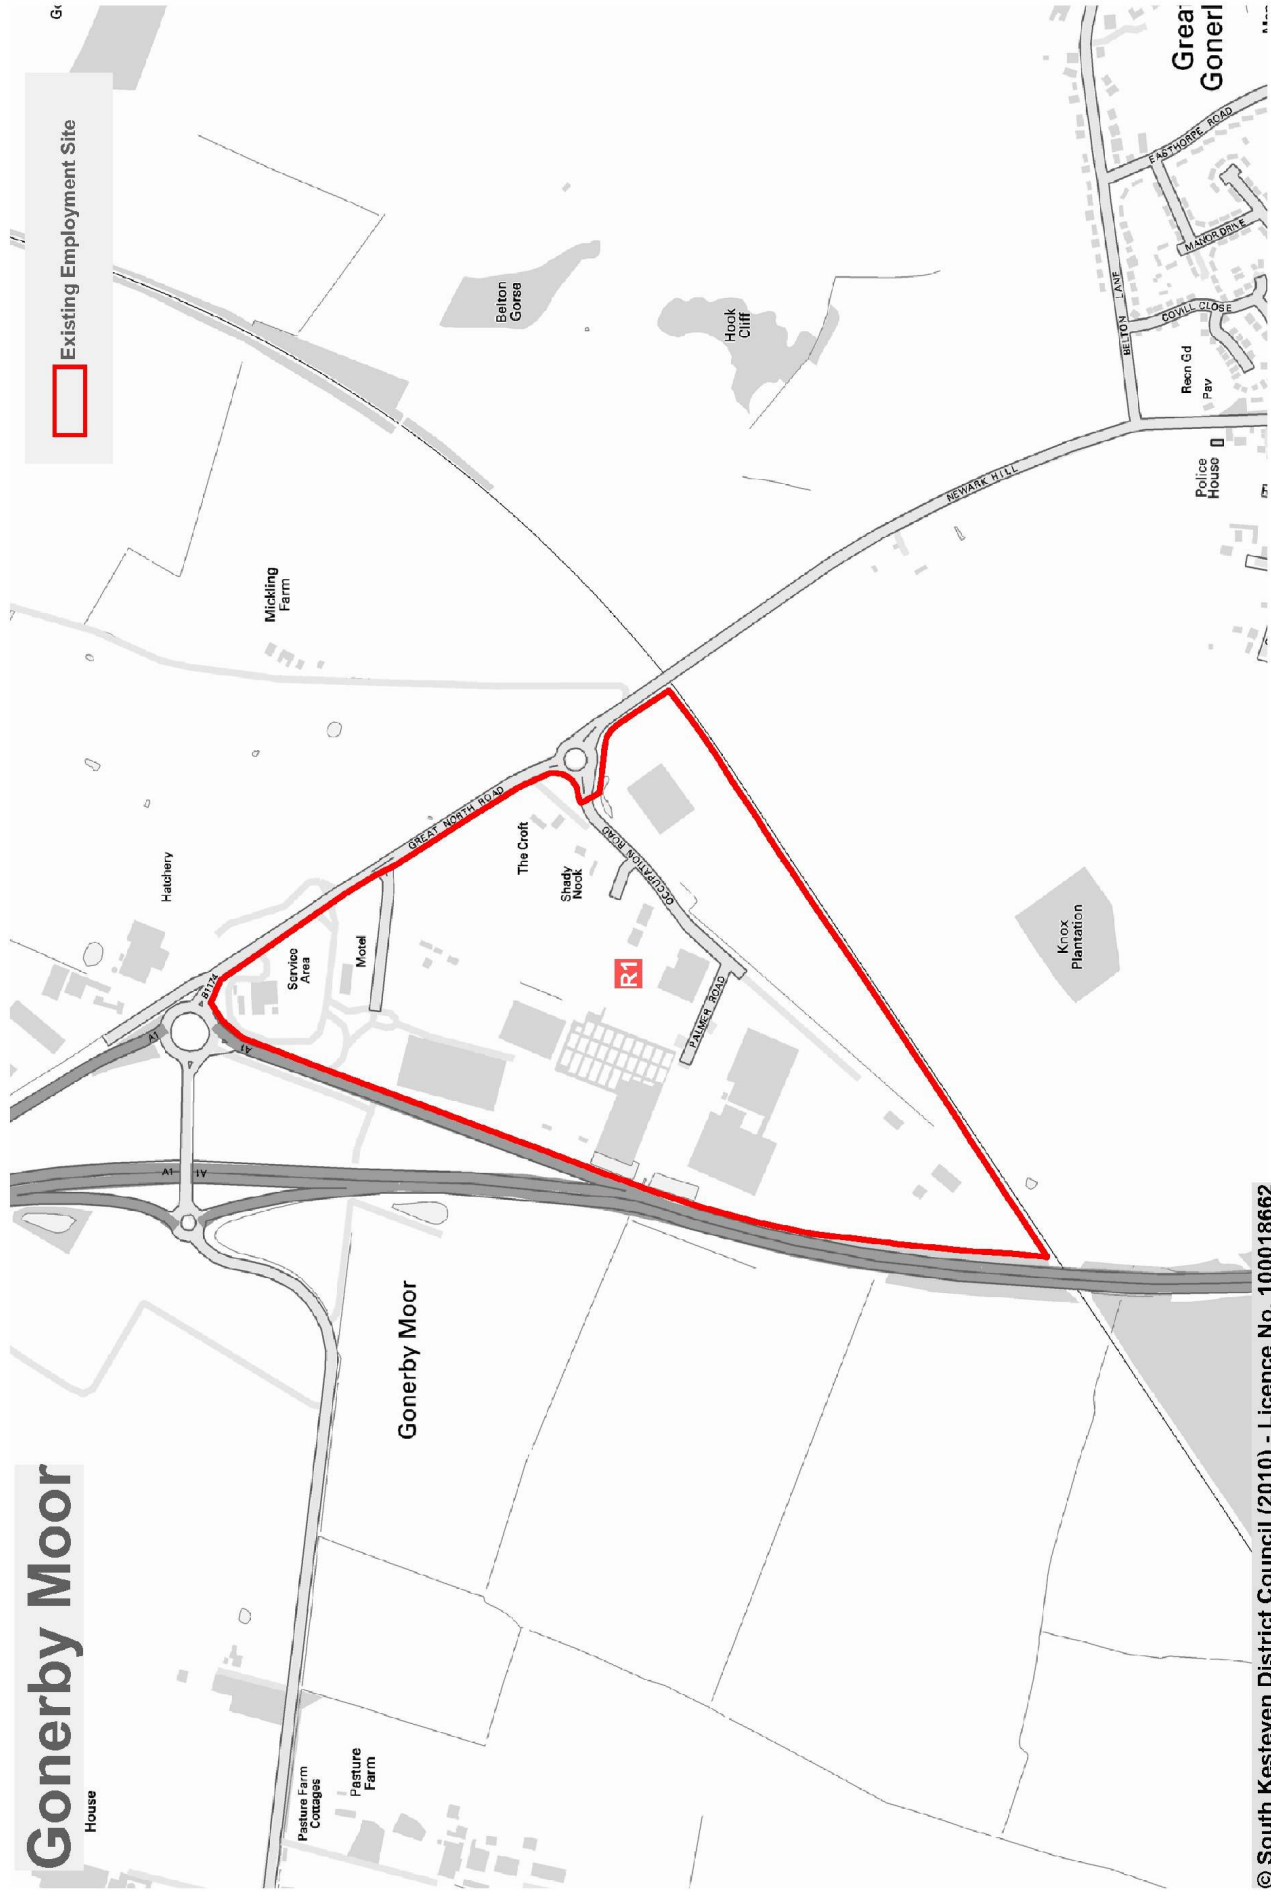 Gonerby Moor
Existing Employment Site
House
Pasture Farm
Cottages
Pasture
Farm
Gonerby Moor
A1
A1
A1
A1
B1174
Hatchery
Service
Area
Motel
GREAT NORTH ROAD
The Croft
Shady
Nook
OCCUPATION ROAD
PALMER ROAD
R1
Mickling
Farm
Belton
Gorse
Hook
Cliff
Knox
Plantation
NEWARK HILL
BELTON LANE
EASTHORPE ROAD
MANOR DRIVE
COVILL CLOSE
Recn Gd
Pav
Police
House
Grea
Gonerl
© South Kesteven District Council (2010) - Licence No. 100018662